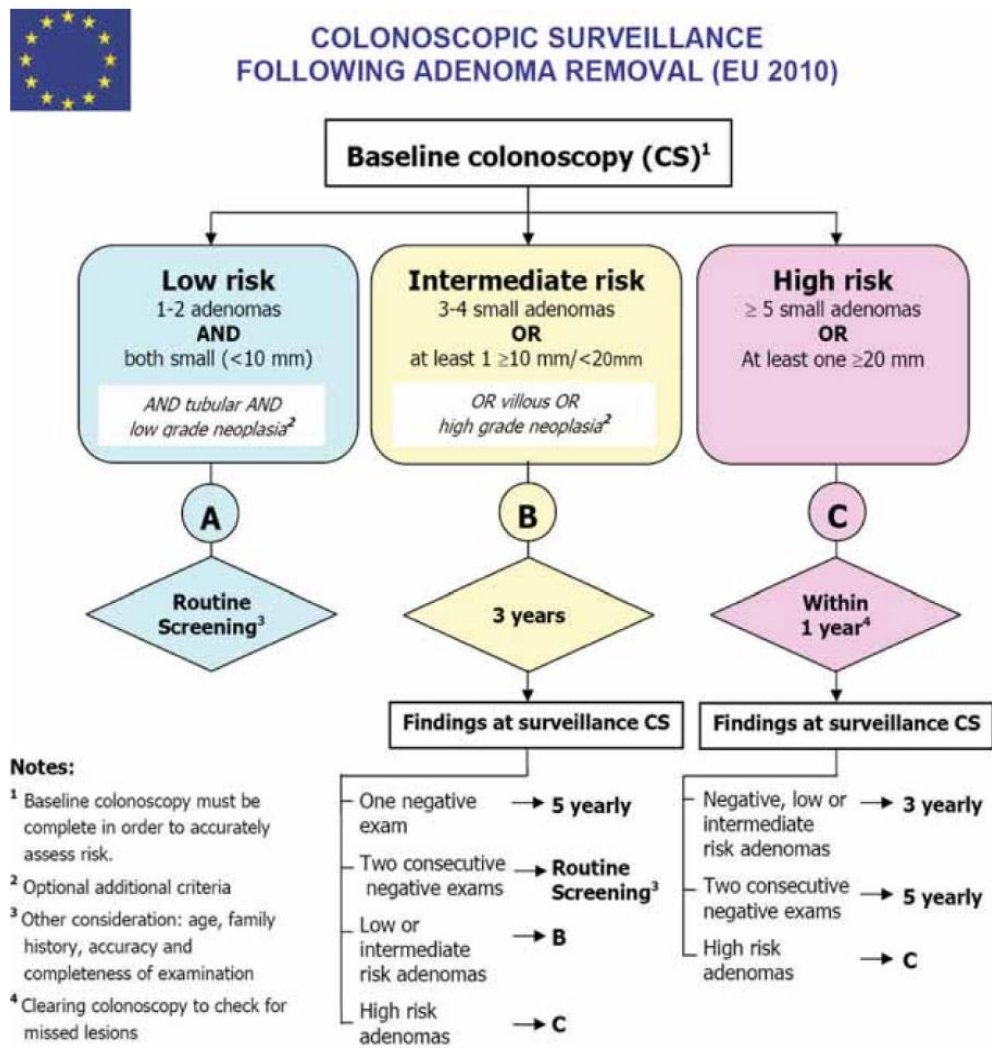 COLONOSCOPIC SURVEILLANCE
FOLLOWING ADENOMA REMOVAL (EU 2010)
Baseline colonoscopy (CS)¹
Low risk
1-2 adenomas
AND
both small (<10 mm)
AND tubular AND
low grade neoplasia²
Intermediate risk
3-4 small adenomas
OR
at least 1 ≥10 mm/<20mm
OR villous OR
high grade neoplasia²
High risk
≥ 5 small adenomas
OR
At least one ≥20 mm
A
B
C
Routine
Screening³
3 years
Within
1 year⁴
Findings at surveillance CS
One negative
exam
5 yearly
Two consecutive
negative exams
Routine
Screening³
Low or
intermediate
risk adenomas
B
High risk
adenomas
C
Findings at surveillance CS
Negative, low or
intermediate
risk adenomas
3 yearly
Two consecutive
negative exams
5 yearly
High risk
adenomas
C
Notes:
¹ Baseline colonoscopy must be
complete in order to accurately
assess risk.
² Optional additional criteria
³ Other consideration: age, family
history, accuracy and
completeness of examination
⁴ Clearing colonoscopy to check for
missed lesions